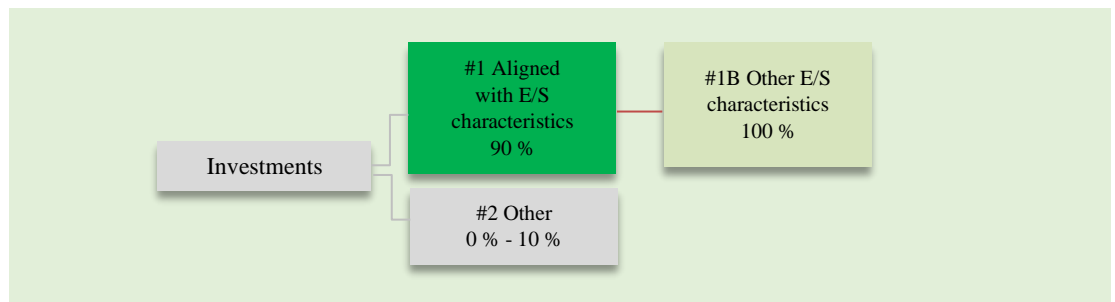 Investments
#1 Aligned
with E/S
characteristics
90 %
#1B Other E/S
characteristics
100 %
#2 Other
0 % - 10 %